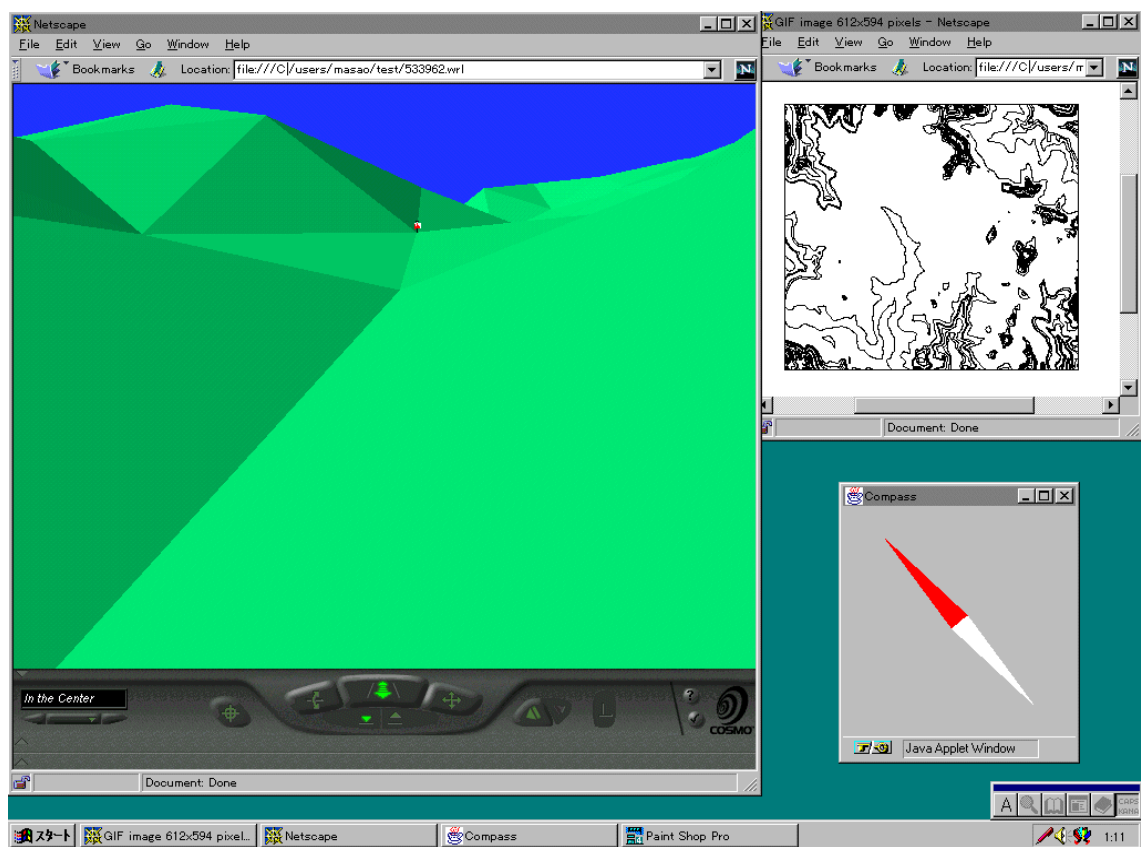 Netscape
File Edit View Go Window Help
Bookmarks Location: file:///C|/users/masao/test/533962.wrl
N
In the Center
?
COSMO
Document: Done
GIF image 612x594 pixels - Netscape
File Edit View Go Window Help
Bookmarks Location: file:///C|/users/m
N
Document: Done
Compass
Java Applet Window
A
CAPS
KANA
スタート
GIF image 612x594 pixel...
Netscape
Compass
Paint Shop Pro
1:11